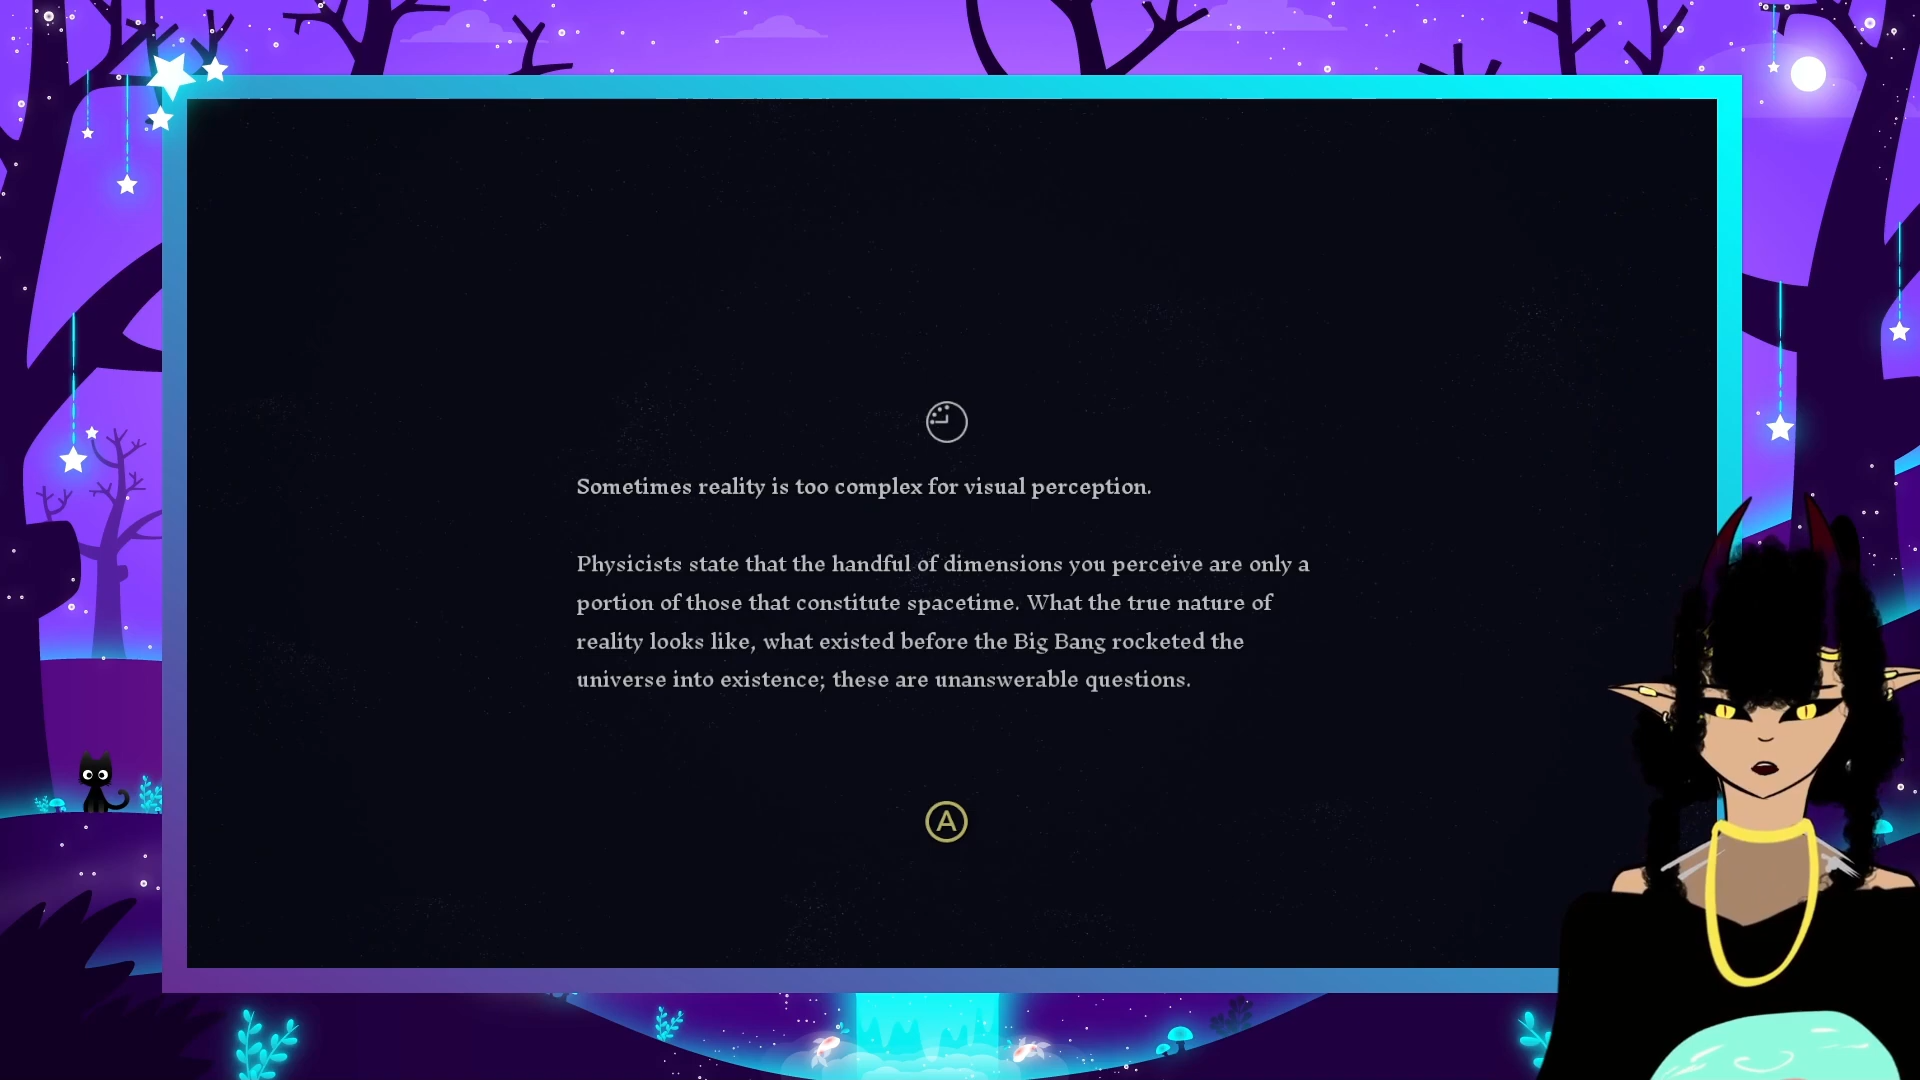 Sometimes reality is too complex for visual perception.
Physicists state that the handful of dimensions you perceive are only a
portion of those that constitute spacetime. What the true nature of
reality looks like, what existed before the Big Bang rocketed the
universe into existence; these are unanswerable questions.
A